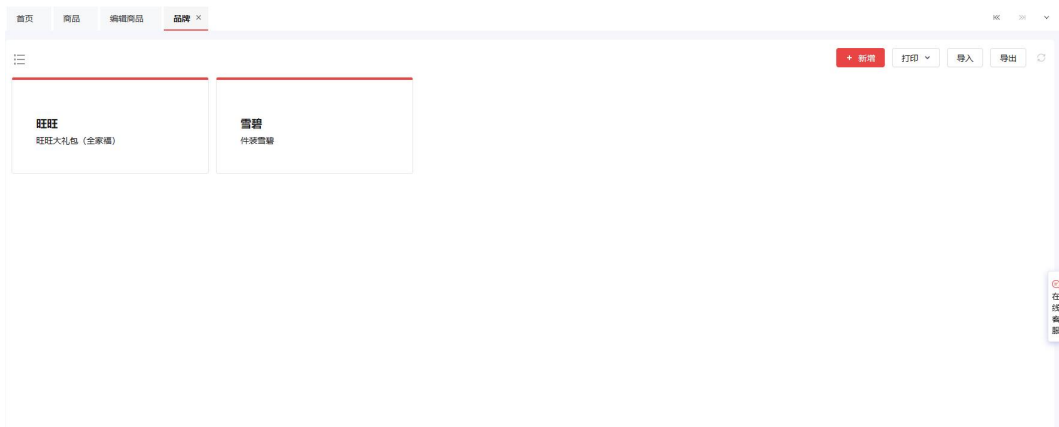 首页 商品 编辑商品 品牌 ×
+ 新增 打印 导入 导出
旺旺 雪碧
旺旺大礼包（全家福） 件装雪碧
在
线
客
服